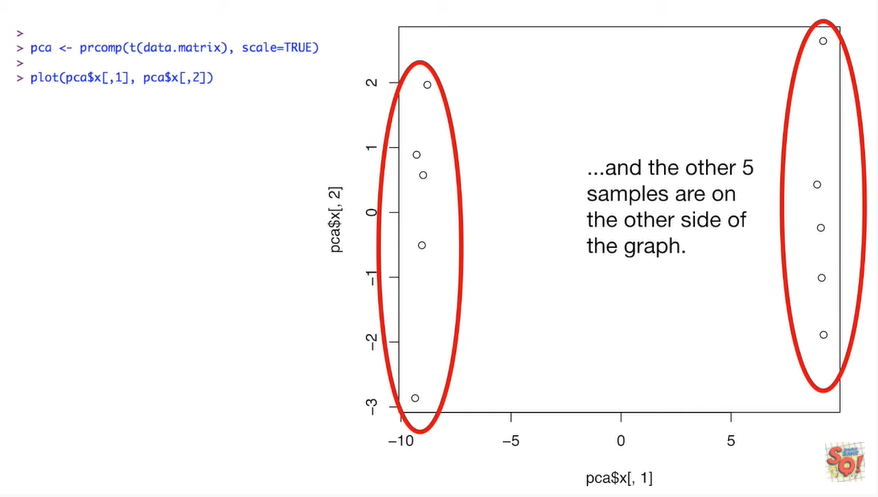 >
> pca <- prcomp(t(data.matrix), scale=TRUE)
>
> plot(pca$x[,1], pca$x[,2])
...and the other 5
samples are on
the other side of
the graph.
pca$x[, 2]
2
1
0
−1
−2
−3
−10
−5
0
5
pca$x[, 1]
SQ!